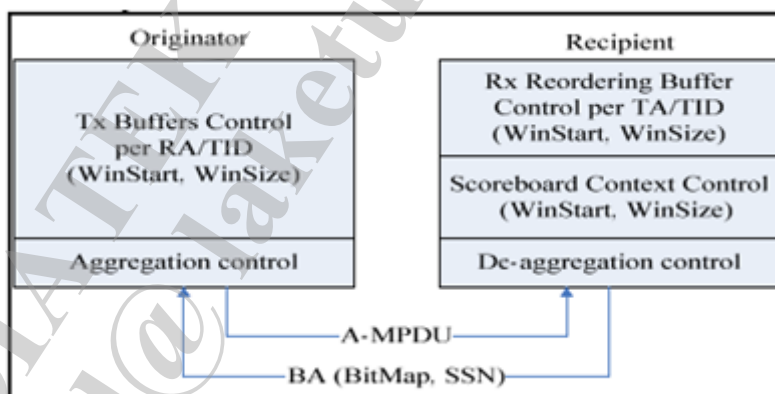 Originator
Tx Buffers Control
per RA/TID
(WinStart, WinSize)
Aggregation control
Recipient
Rx Reordering Buffer
Control per TA/TID
(WinStart, WinSize)
Scoreboard Context Control
(WinStart, WinSize)
De-aggregation control
A-MPDU
BA (BitMap, SSN)